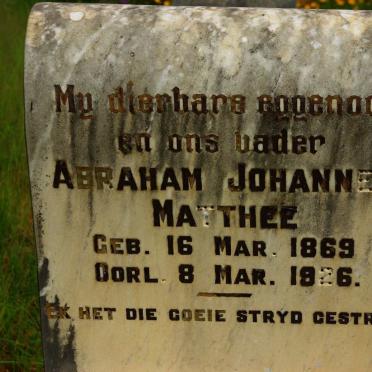 My dierbare eggenoo
en ons vader
ABRAHAM JOHANNE
MATTHEE
GEB. 16 MAR. 1869
OORL. 8 MAR. 1926.
EK HET DIE GOEIE STRYD GESTR